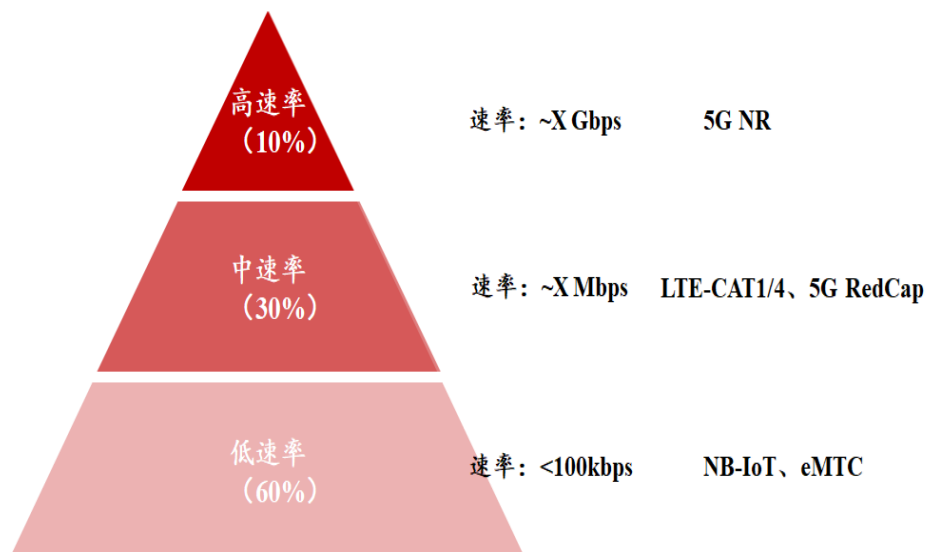 高速率
（10%）
速率：~X Gbps
5G NR
中速率
（30%）
速率：~X Mbps
LTE-CAT1/4、5G RedCap
低速率
（60%）
速率：<100kbps
NB-IoT、eMTC